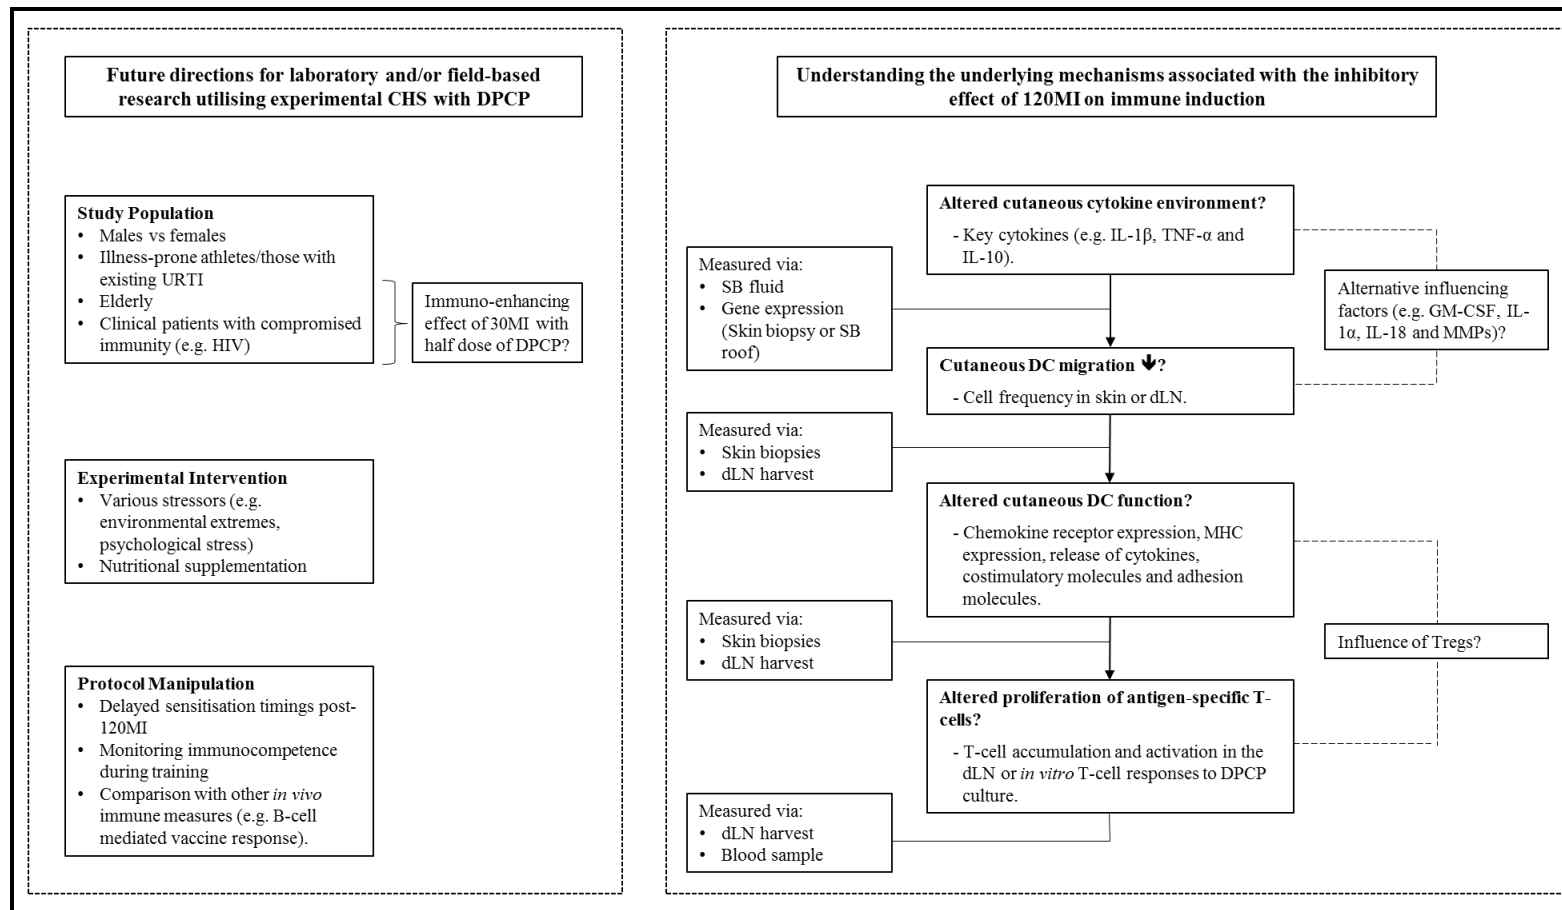 Future directions for laboratory and/or field-based
research utilising experimental CHS with DPCP
Study Population
• Males vs females
• Illness-prone athletes/those with
existing URTI
• Elderly
• Clinical patients with compromised
immunity (e.g. HIV)
Immuno-enhancing
effect of 30MI with
half dose of DPCP?
Experimental Intervention
• Various stressors (e.g.
environmental extremes,
psychological stress)
• Nutritional supplementation
Protocol Manipulation
• Delayed sensitisation timings post-
120MI
• Monitoring immunocompetence
during training
• Comparison with other in vivo
immune measures (e.g. B-cell
mediated vaccine response).
Understanding the underlying mechanisms associated with the inhibitory
effect of 120MI on immune induction
Altered cutaneous cytokine environment?
- Key cytokines (e.g. IL-1β, TNF-α and
IL-10).
Measured via:
• SB fluid
• Gene expression
(Skin biopsy or SB
roof)
Alternative influencing
factors (e.g. GM-CSF, IL-
1α, IL-18 and MMPs)?
Cutaneous DC migration 🡻?
- Cell frequency in skin or dLN.
Measured via:
• Skin biopsies
• dLN harvest
Altered cutaneous DC function?
- Chemokine receptor expression, MHC
expression, release of cytokines,
costimulatory molecules and adhesion
molecules.
Measured via:
• Skin biopsies
• dLN harvest
Influence of Tregs?
Altered proliferation of antigen-specific T-
cells?
- T-cell accumulation and activation in the
dLN or in vitro T-cell responses to DPCP
culture.
Measured via:
• dLN harvest
• Blood sample